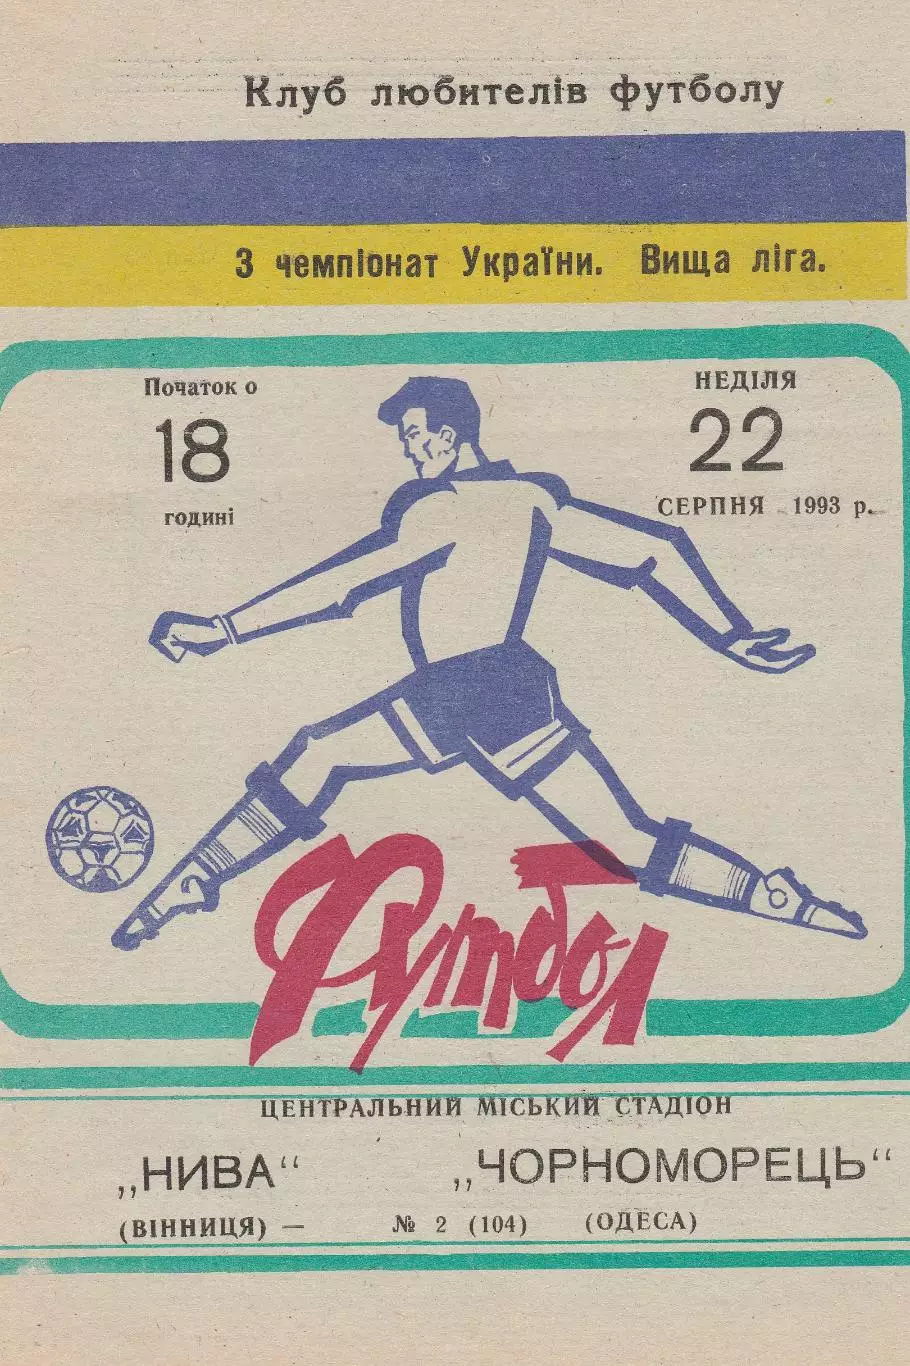 Клуб любителів футболу
3 чемпіонат України. Вища ліга.
Початок о
18
годині
НЕДІЛЯ
22
СЕРПНЯ 1993 р.
Футбол
ЦЕНТРАЛЬНИЙ МІСЬКИЙ СТАДІОН
„НИВА“ „ЧОРНОМОРЕЦЬ“
(ВІННИЦЯ) — № 2 (104) (ОДЕСА)